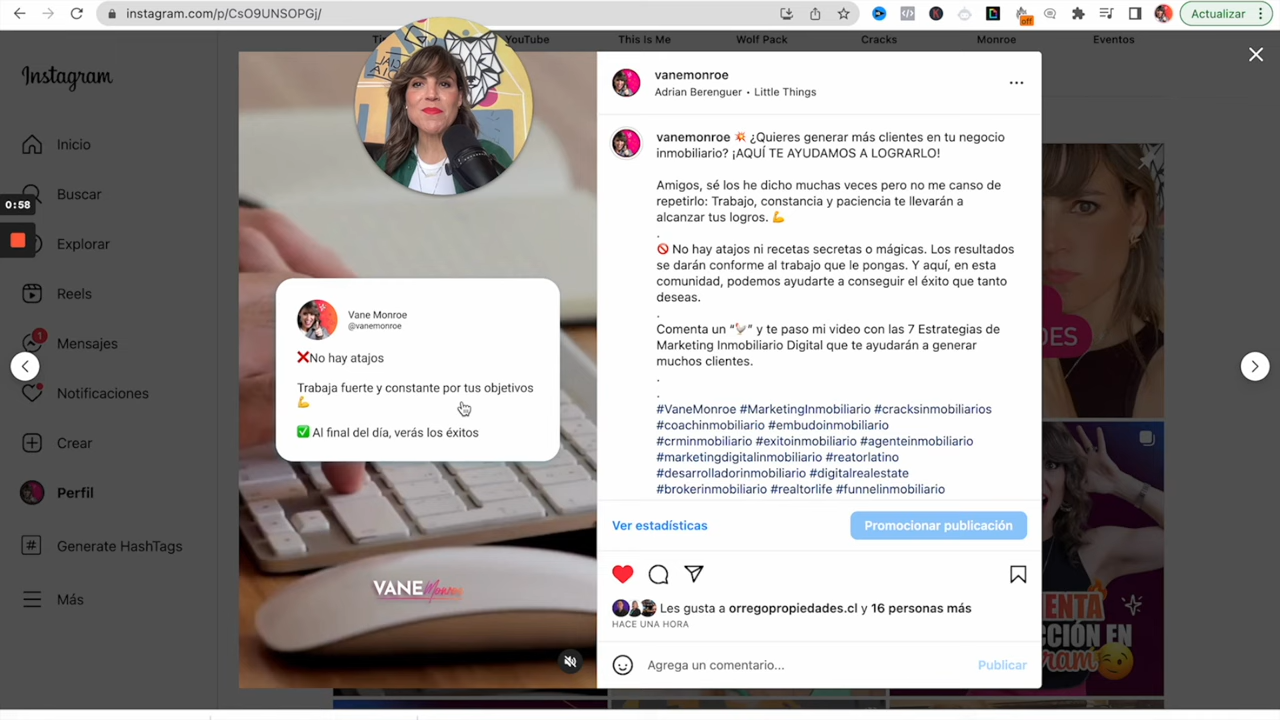 instagram.com/p/CsO9UNSOPGj/
off
Actualizar
YouTube
This Is Me
Wolf Pack
Cracks
Monroe
Eventos
Instagram
Inicio
Buscar
0:58
Explorar
Reels
1
Mensajes
Notificaciones
Crear
Perfil
Generate HashTags
Más
Vane Monroe
@vanemonroe
❌No hay atajos
Trabaja fuerte y constante por tus objetivos
💪
✅ Al final del día, verás los éxitos
VANE Monroe
vanemonroe
Adrian Berenguer • Little Things
vanemonroe 💥 ¿Quieres generar más clientes en tu negocio
inmobiliario? ¡AQUÍ TE AYUDAMOS A LOGRARLO!
Amigos, sé los he dicho muchas veces pero no me canso de
repetirlo: Trabajo, constancia y paciencia te llevarán a
alcanzar tus logros. 💪
.
🚫 No hay atajos ni recetas secretas o mágicas. Los resultados
se darán conforme al trabajo que le pongas. Y aquí, en esta
comunidad, podemos ayudarte a conseguir el éxito que tanto
deseas.
.
Comenta un “🐓” y te paso mi video con las 7 Estrategias de
Marketing Inmobiliario Digital que te ayudarán a generar
muchos clientes.
.
.
#VaneMonroe #MarketingInmobiliario #cracksinmobiliarios
#coachinmobiliario #embudoinmobiliario
#crminmobiliario #exitoinmobiliario #agenteinmobiliario
#marketingdigitalinmobiliario #reatorlatino
#desarrolladorinmobiliario #digitalrealestate
#brokerinmobiliario #realtorlife #funnelinmobiliario
Ver estadísticas
Promocionar publicación
Les gusta a orregopropiedades.cl y 16 personas más
HACE UNA HORA
Agrega un comentario...
Publicar
DES
ENTA
CCIÓN EN
gram